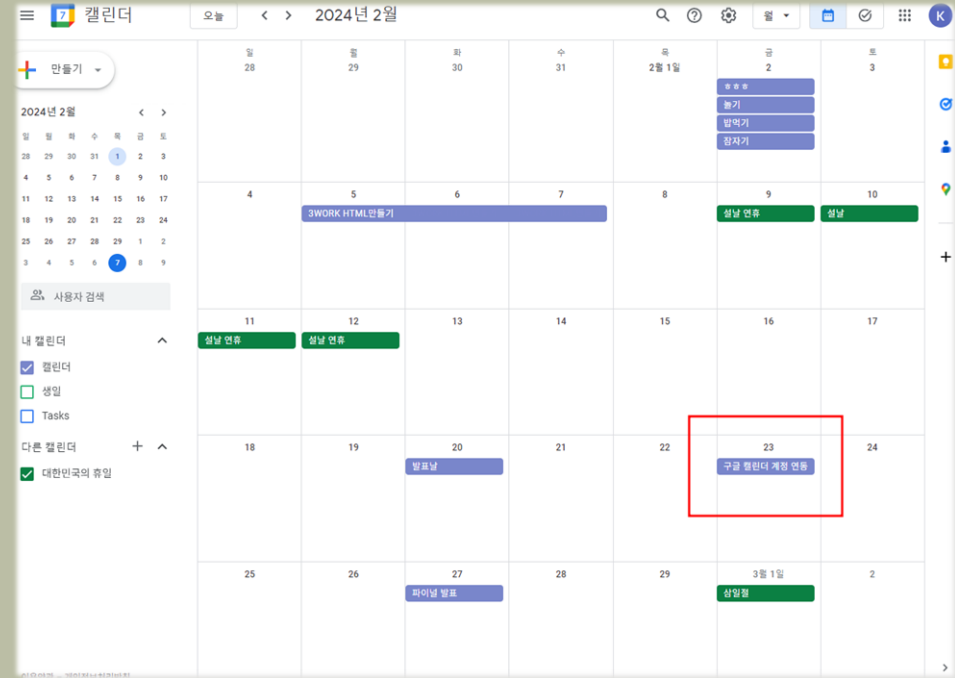 7 캘린더
오늘
2024년 2월
월
K
만들기
2024년 2월
일 월 화 수 목 금 토
28 29 30 31 1 2 3
4 5 6 7 8 9 10
11 12 13 14 15 16 17
18 19 20 21 22 23 24
25 26 27 28 29 1 2
3 4 5 6 7 8 9
사용자 검색
내 캘린더
캘린더
생일
Tasks
다른 캘린더
대한민국의 휴일
일 월 화 수 목 금 토
28 29 30 31 2월 1일 2 3
ㅎㅎㅎ
놀기
밥먹기
잠자기
4 5 6 7 8 9 10
3WORK HTML만들기
설날 연휴
설날
11 12 13 14 15 16 17
설날 연휴
설날 연휴
18 19 20 21 22 23 24
발표날
구글 캘린더 계정 연동
25 26 27 28 29 3월 1일 2
파이널 발표
삼일절